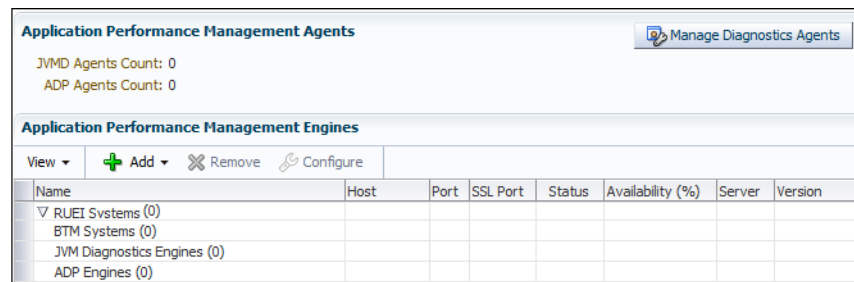 Application Performance Management Agents
Manage Diagnostics Agents
JVMD Agents Count: 0
ADP Agents Count: 0
Application Performance Management Engines
View Add Remove Configure
Name Host Port SSL Port Status Availability (%) Server Version
RUEI Systems (0)
BTM Systems (0)
JVM Diagnostics Engines (0)
ADP Engines (0)